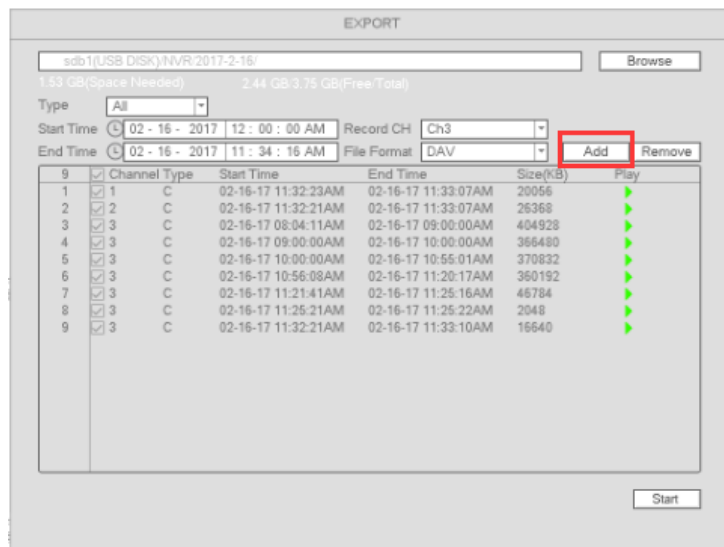 EXPORT
sdb1(USB DISK)/NVR/2017-2-16/ Browse
1.53 GB(Space Needed) 2.44 GB/3.75 GB(Free/Total)
Type All
Start Time 02 - 16 - 2017 12 : 00 : 00 AM Record CH Ch3
End Time 02 - 16 - 2017 11 : 34 : 16 AM File Format DAV Add Remove
9 Channel Type Start Time End Time Size(KB) Play
1 1 C 02-16-17 11:32:23AM 02-16-17 11:33:07AM 20056
2 2 C 02-16-17 11:32:21AM 02-16-17 11:33:07AM 26368
3 3 C 02-16-17 08:04:11AM 02-16-17 09:00:00AM 404928
4 3 C 02-16-17 09:00:00AM 02-16-17 10:00:00AM 366480
5 3 C 02-16-17 10:00:00AM 02-16-17 10:55:01AM 370832
6 3 C 02-16-17 10:56:08AM 02-16-17 11:20:17AM 360192
7 3 C 02-16-17 11:21:41AM 02-16-17 11:25:16AM 46784
8 3 C 02-16-17 11:25:21AM 02-16-17 11:25:22AM 2048
9 3 C 02-16-17 11:32:21AM 02-16-17 11:33:10AM 16640
Start